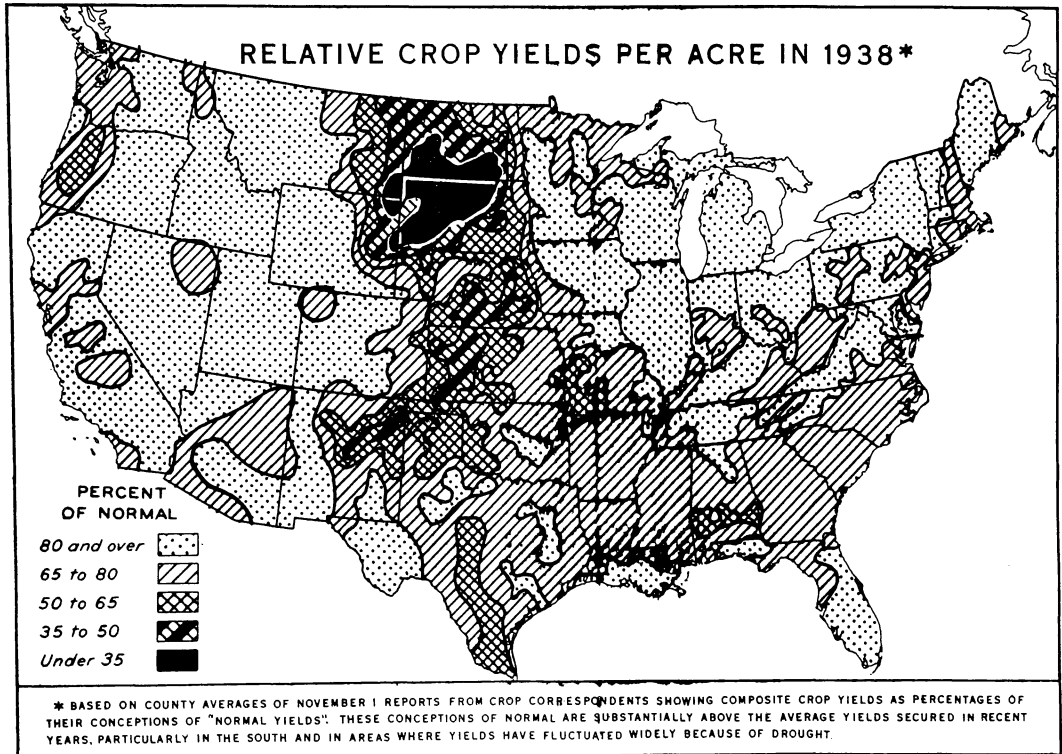 RELATIVE CROP YIELDS PER ACRE IN 1938*
PERCENT
OF NORMAL
80 and over
65 to 80
50 to 65
35 to 50
Under 35
* BASED ON COUNTY AVERAGES OF NOVEMBER 1 REPORTS FROM CROP CORRESPONDENTS SHOWING COMPOSITE CROP YIELDS AS PERCENTAGES OF
THEIR CONCEPTIONS OF "NORMAL YIELDS". THESE CONCEPTIONS OF NORMAL ARE SUBSTANTIALLY ABOVE THE AVERAGE YIELDS SECURED IN RECENT
YEARS, PARTICULARLY IN THE SOUTH AND IN AREAS WHERE YIELDS HAVE FLUCTUATED WIDELY BECAUSE OF DROUGHT.